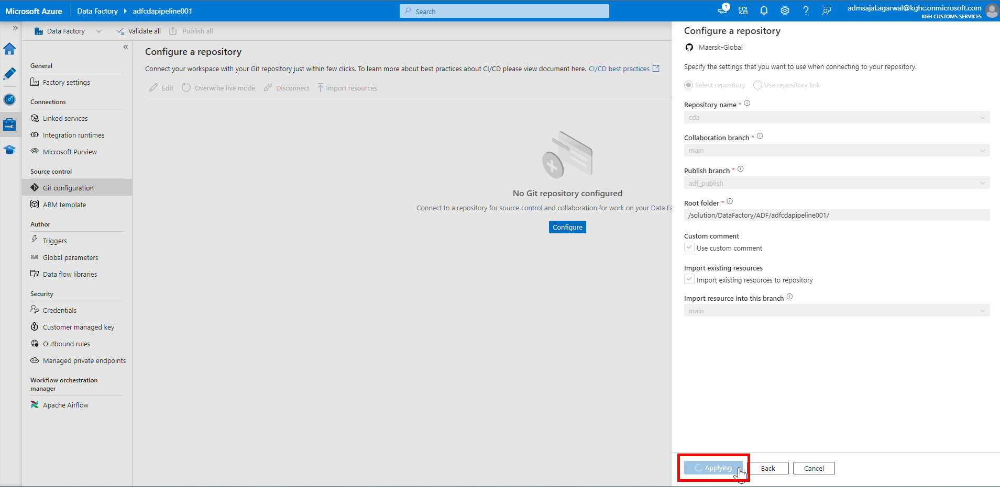 Microsoft Azure
Data Factory
adfcdapipeline001
Search
1
admsajal.agarwal@kghc.onmicrosoft.com
KGH CUSTOMS SERVICES
Data Factory
Validate all
Publish all
General
Factory settings
Connections
Linked services
Integration runtimes
Microsoft Purview
Source control
Git configuration
ARM template
Author
Triggers
Global parameters
Data flow libraries
Security
Credentials
Customer managed key
Outbound rules
Managed private endpoints
Workflow orchestration
manager
Apache Airflow
Configure a repository
Connect your workspace with your Git repository just within few clicks. To learn more about best practices about CI/CD please view document here. CI/CD best practices
Edit
Overwrite live mode
Disconnect
Import resources
No Git repository configured
Connect to a repository for source control and collaboration for work on your Data Fa
Configure
Configure a repository
Maersk-Global
Specify the settings that you want to use when connecting to your repository.
Select repository
Use repository link
Repository name *
cda
Collaboration branch *
main
Publish branch *
adf_publish
Root folder *
/solution/DataFactory/ADF/adfcdapipeline001/
Custom comment
Use custom comment
Import existing resources
Import existing resources to repository
Import resource into this branch
main
Applying
Back
Cancel